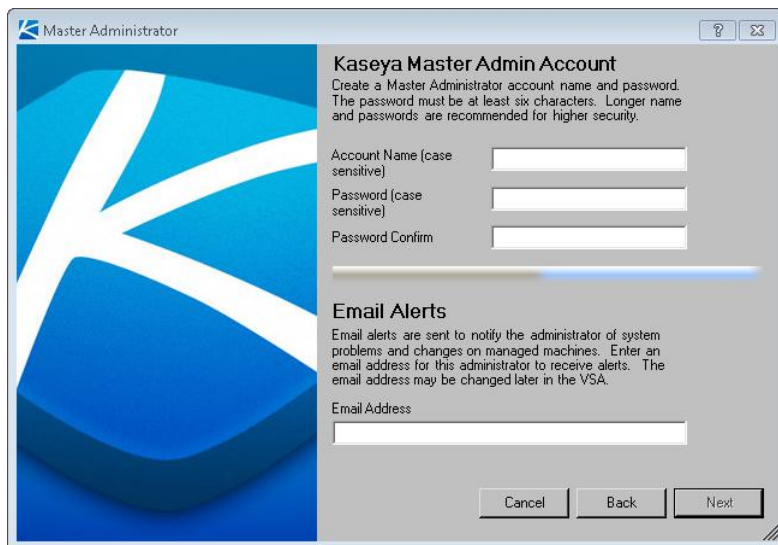 Master Administrator
Kaseya Master Admin Account
Create a Master Administrator account name and password.
The password must be at least six characters. Longer name
and passwords are recommended for higher security.
Account Name (case
sensitive)
Password (case
sensitive)
Password Confirm
Email Alerts
Email alerts are sent to notify the administrator of system
problems and changes on managed machines. Enter an
email address for this administrator to receive alerts. The
email address may be changed later in the VSA.
Email Address
Cancel
Back
Next